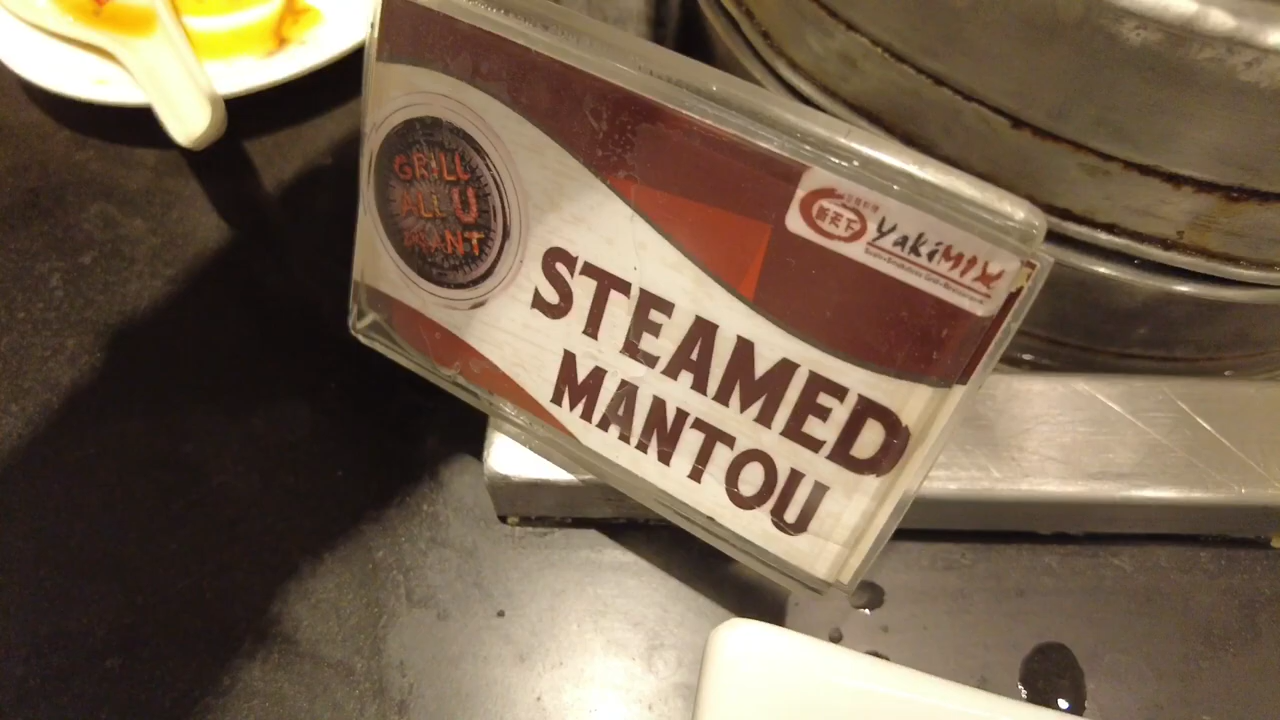 GRILL
ALL U
WANT
新天下
YakiMIX
STEAMED
MANTOU